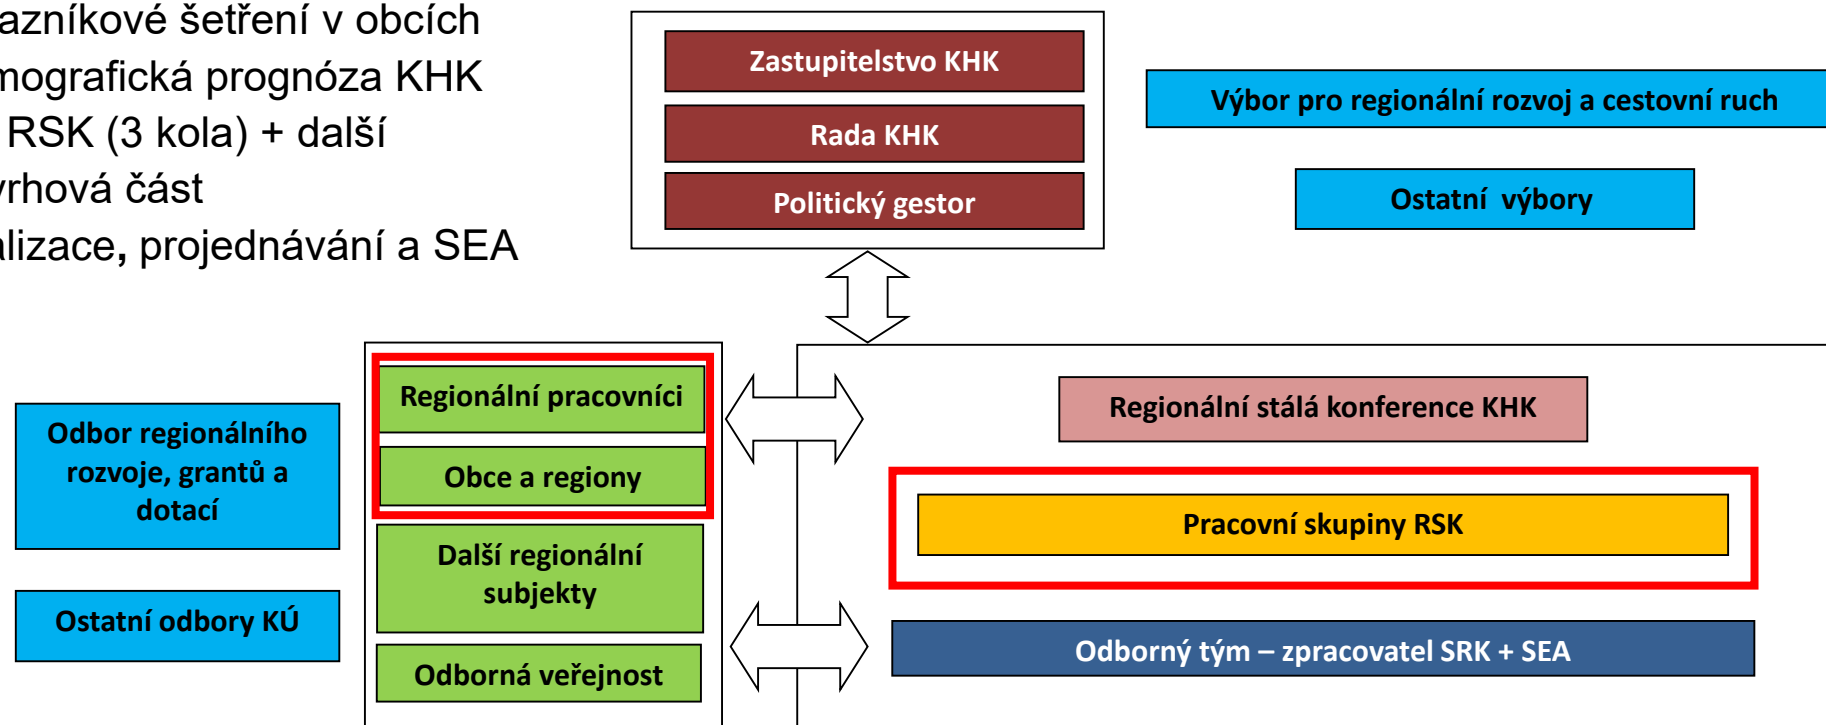 azníkové šetření v obcích
mografická prognóza KHK
RSK (3 kola) + další
vrhová část
alizace, projednávání a SEA
Zastupitelstvo KHK
Rada KHK
Politický gestor
Výbor pro regionální rozvoj a cestovní ruch
Ostatní výbory
Odbor regionálního
rozvoje, grantů a
dotací
Ostatní odbory KÚ
Regionální pracovníci
Obce a regiony
Další regionální
subjekty
Odborná veřejnost
Regionální stálá konference KHK
Pracovní skupiny RSK
Odborný tým – zpracovatel SRK + SEA